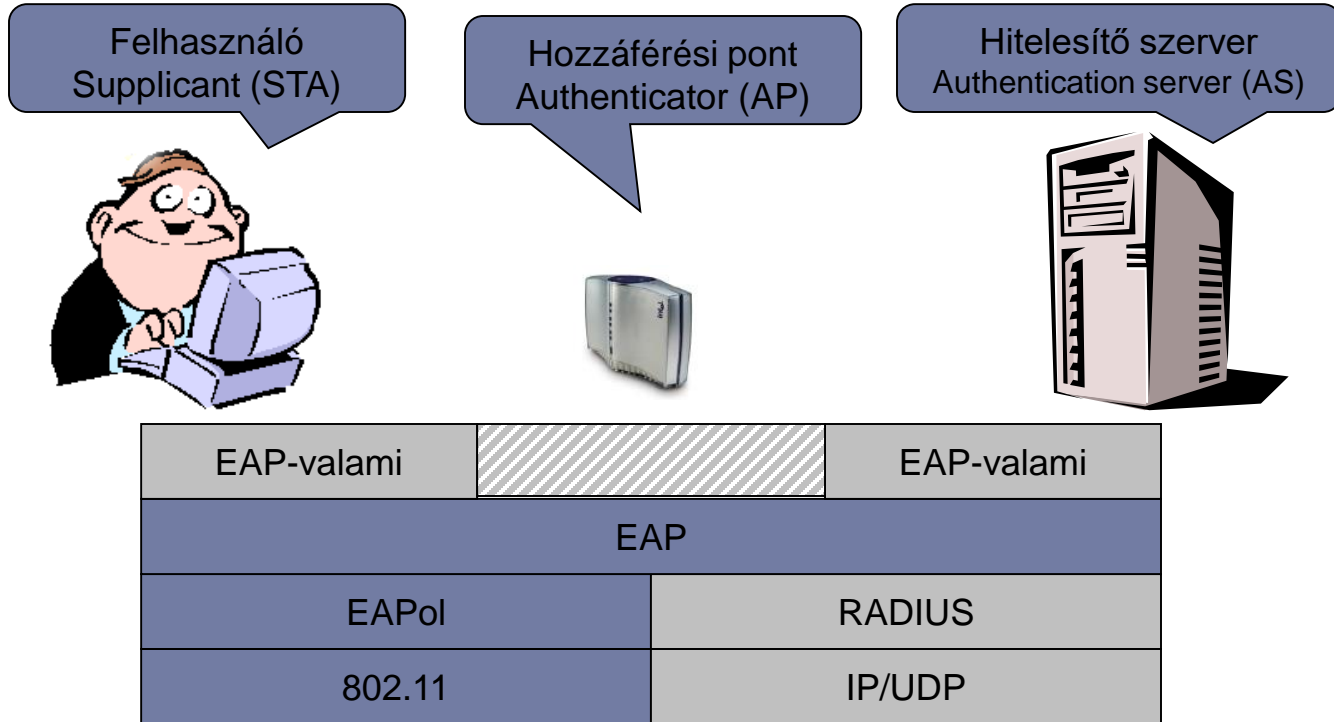 Felhasználó
Supplicant (STA)
Hozzáférési pont
Authenticator (AP)
Hitelesítő szerver
Authentication server (AS)
EAP-valami
EAP-valami
EAP
EAPol
RADIUS
802.11
IP/UDP